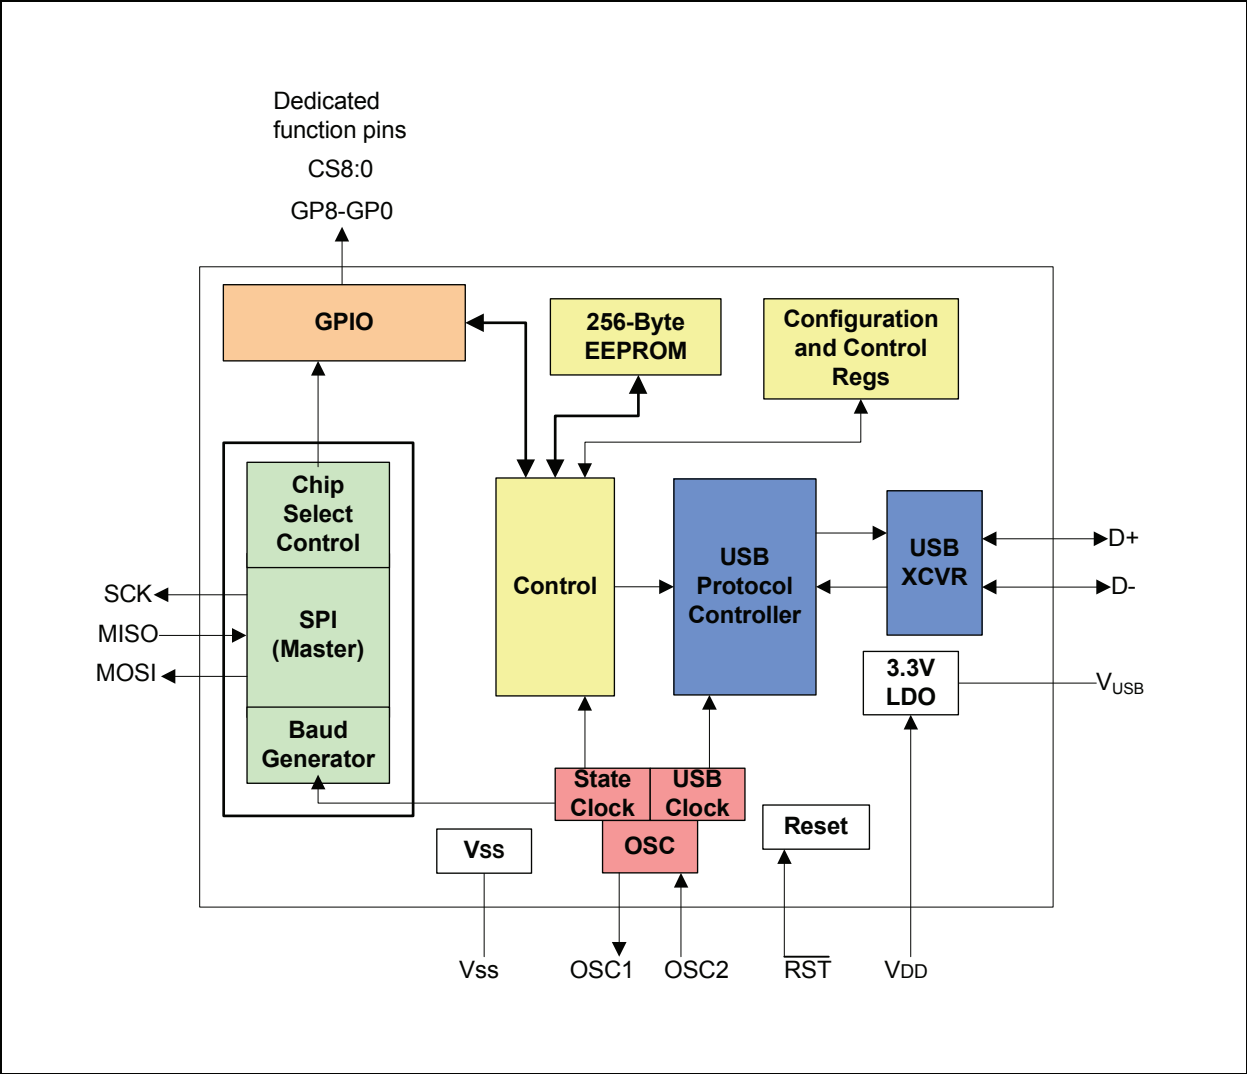 Dedicated
function pins
CS8:0
GP8-GP0
GPIO
256-Byte
EEPROM
Configuration
and Control
Regs
Chip
Select
Control
SPI
(Master)
Baud
Generator
SCK
MISO
MOSI
Control
USB
Protocol
Controller
USB
XCVR
D+
D-
3.3V
LDO
VUSB
State
Clock
USB
Clock
OSC
Reset
Vss
Vss
OSC1
OSC2
RST
VDD